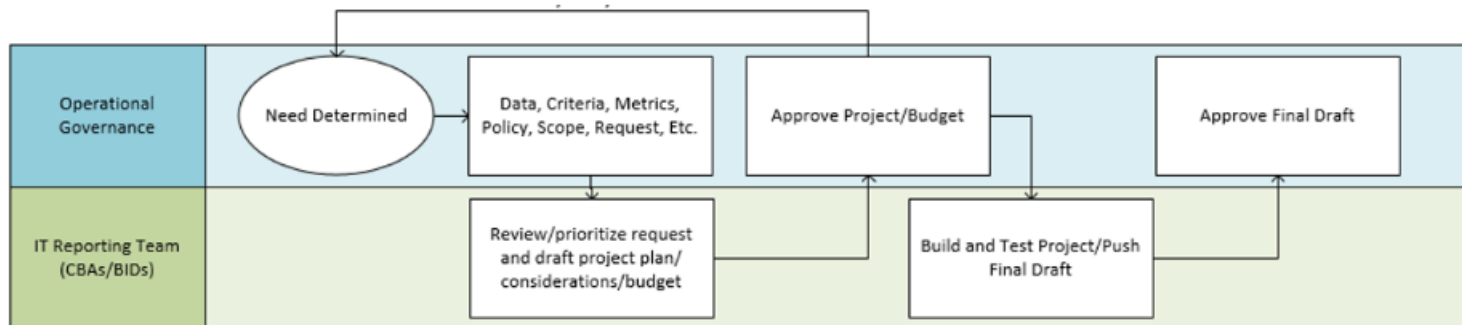 Operational
Governance
Need Determined
Data, Criteria, Metrics,
Policy, Scope, Request, Etc.
Approve Project/Budget
Approve Final Draft
IT Reporting Team
(CBAs/BIDs)
Review/prioritize request
and draft project plan/
considerations/budget
Build and Test Project/Push
Final Draft